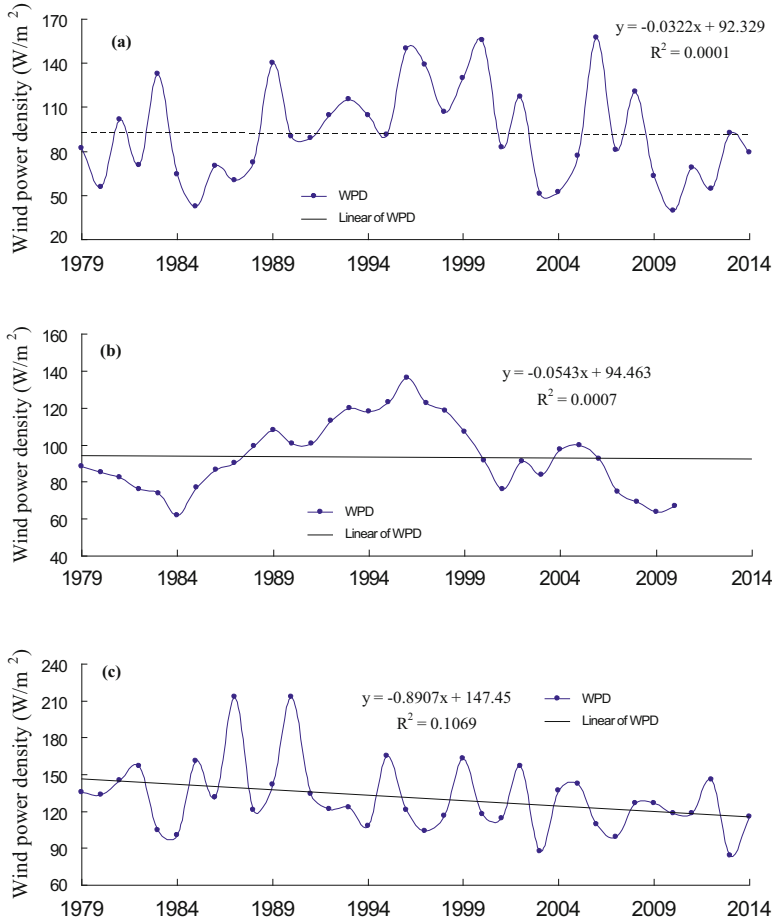 Wind power density (W/m²)
(a)
y = -0.0322x + 92.329
R² = 0.0001
170
140
110
80
50
20
WPD
Linear of WPD
1979 1984 1989 1994 1999 2004 2009 2014
Wind power density (W/m²)
(b)
y = -0.0543x + 94.463
R² = 0.0007
160
140
120
100
80
60
40
WPD
Linear of WPD
1979 1984 1989 1994 1999 2004 2009 2014
Wind power density (W/m²)
(c)
y = -0.8907x + 147.45
R² = 0.1069
WPD
Linear of WPD
240
210
180
150
120
90
60
1979 1984 1989 1994 1999 2004 2009 2014